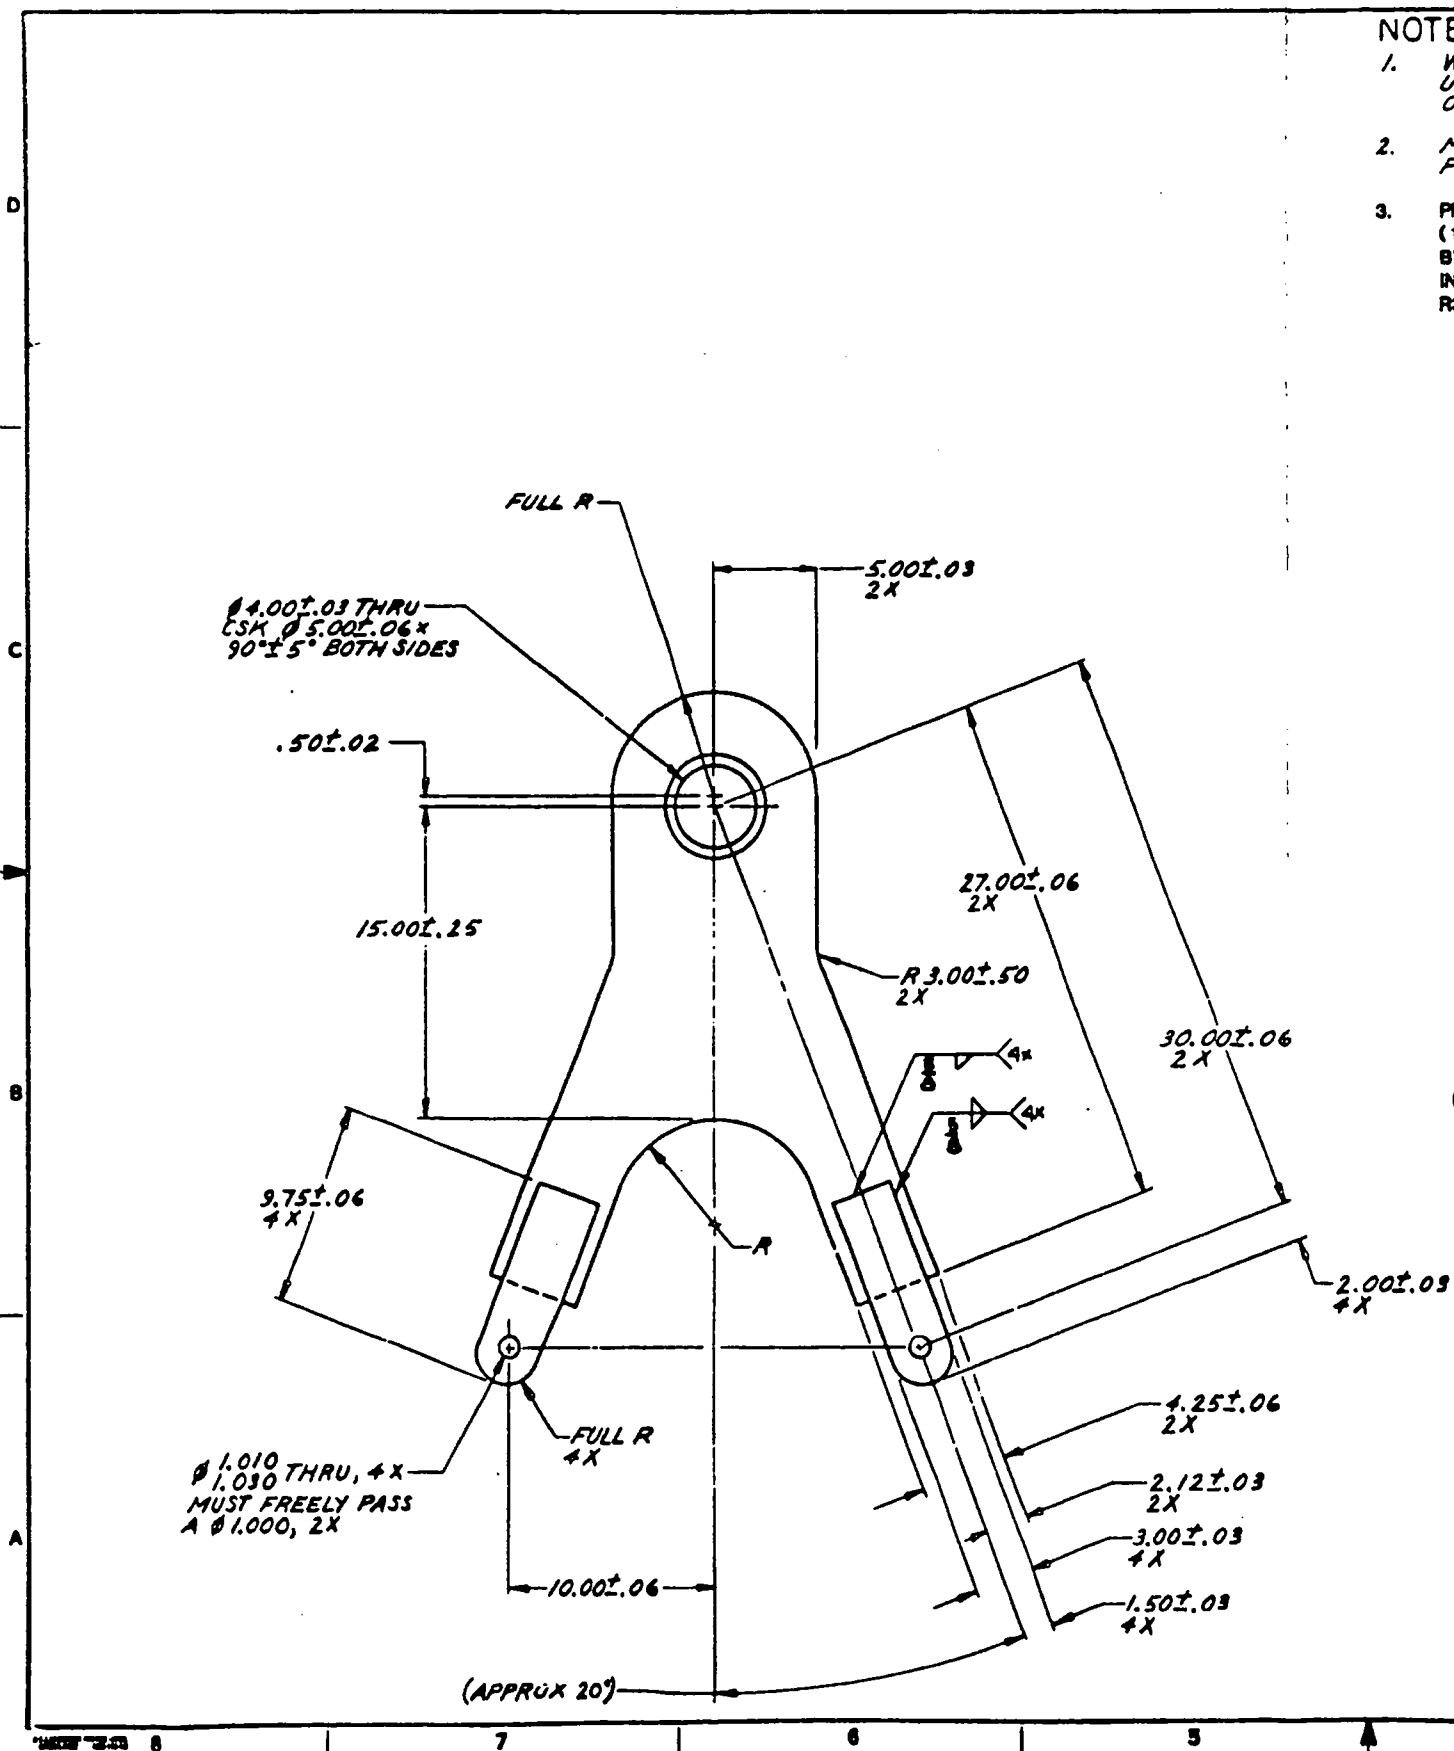 NOTE
1.
2.
3.
D
C
B
A
FULL R
5.00±.03
2X
Ø4.00±.03 THRU
CSK Ø 5.00±.06 x
90°±5° BOTH SIDES
.50±.02
15.00±.25
27.00±.06
2X
R 3.00±.50
2X
30.00±.06
2X
4x
4x
9.75±.06
4X
R
2.00±.03
4X
4.25±.06
2X
FULL R
4X
Ø 1.010
1.030 THRU, 4X
MUST FREELY PASS
A Ø1.000, 2X
2.12±.03
2X
3.00±.03
4X
10.00±.06
1.50±.03
4X
(APPROX 20°)
8 7 6 5